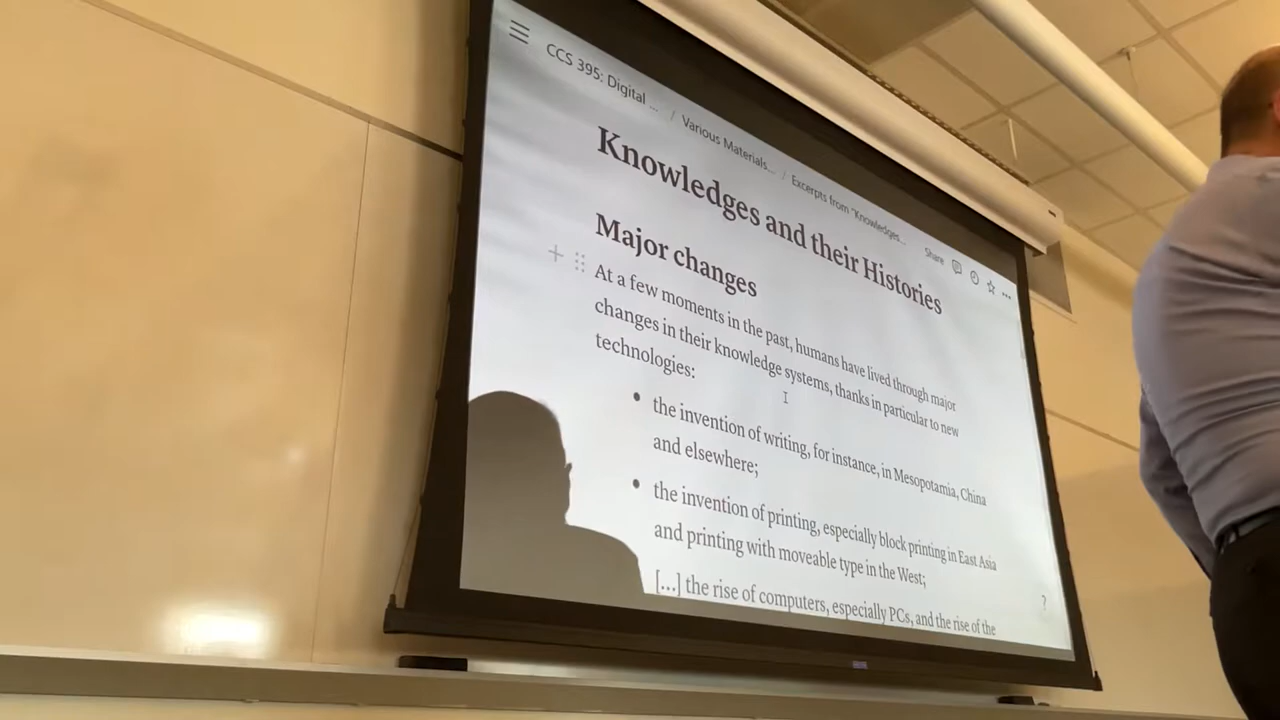 CCS 395: Digital ... / Various Materials... / Excerpts from "Knowledges...
Share
Knowledges and their Histories
Major changes
At a few moments in the past, humans have lived through major
changes in their knowledge systems, thanks in particular to new
technologies:
• the invention of writing, for instance, in Mesopotamia, China
and elsewhere;
• the invention of printing, especially block printing in East Asia
and printing with moveable type in the West;
[...] the rise of computers, especially PCs, and the rise of the
?